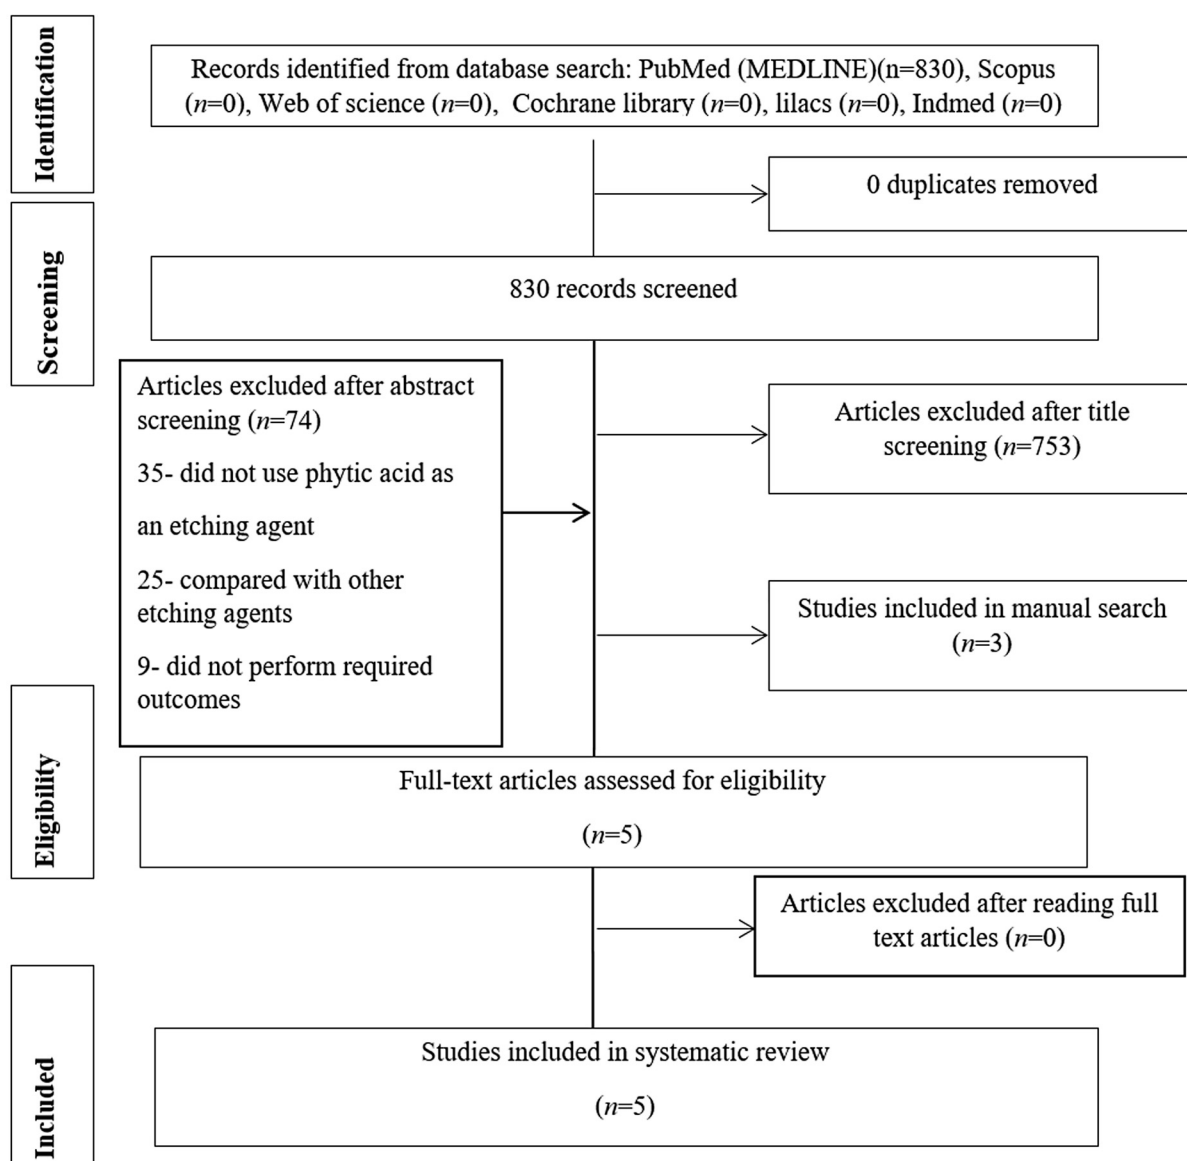 Identification
Records identified from database search: PubMed (MEDLINE)(n=830), Scopus
(n=0), Web of science (n=0), Cochrane library (n=0), lilacs (n=0), Indmed (n=0)
0 duplicates removed
Screening
830 records screened
Articles excluded after abstract
screening (n=74)
35- did not use phytic acid as
an etching agent
25- compared with other
etching agents
9- did not perform required
outcomes
Articles excluded after title
screening (n=753)
Studies included in manual search
(n=3)
Eligibility
Full-text articles assessed for eligibility
(n=5)
Articles excluded after reading full
text articles (n=0)
Included
Studies included in systematic review
(n=5)